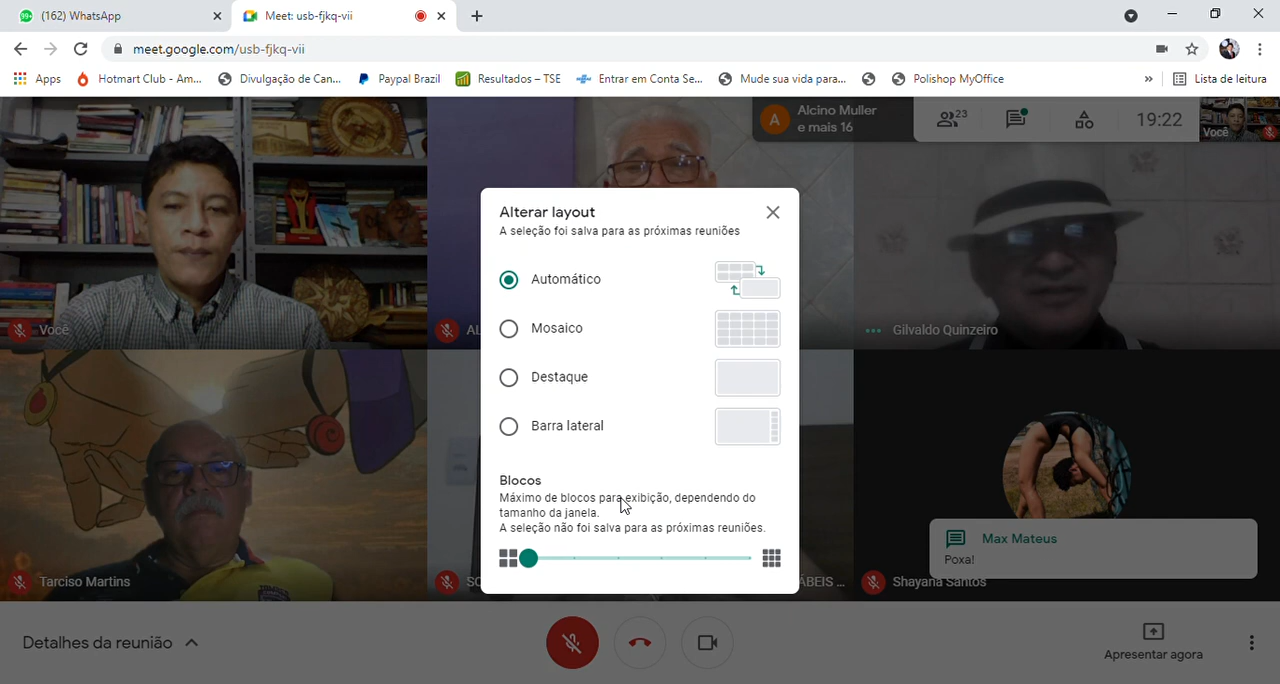 (162) WhatsApp
Meet: usb-fjkq-vii
meet.google.com/usb-fjkq-vii
Apps
Hotmart Club - Am...
Divulgação de Can...
Paypal Brazil
Resultados – TSE
Entrar em Conta Se...
Mude sua vida para...
Polishop MyOffice
»
Lista de leitura
A
Alcino Muller
e mais 16
23
19:22
Você
Alterar layout
A seleção foi salva para as próximas reuniões
Automático
Mosaico
Destaque
Barra lateral
Blocos
Máximo de blocos para exibição, dependendo do
tamanho da janela.
A seleção não foi salva para as próximas reuniões.
Você
Gilvaldo Quinzeiro
Max Mateus
Poxa!
Tarciso Martins
ÁBEIS ...
Shayana Santos
Detalhes da reunião
Apresentar agora